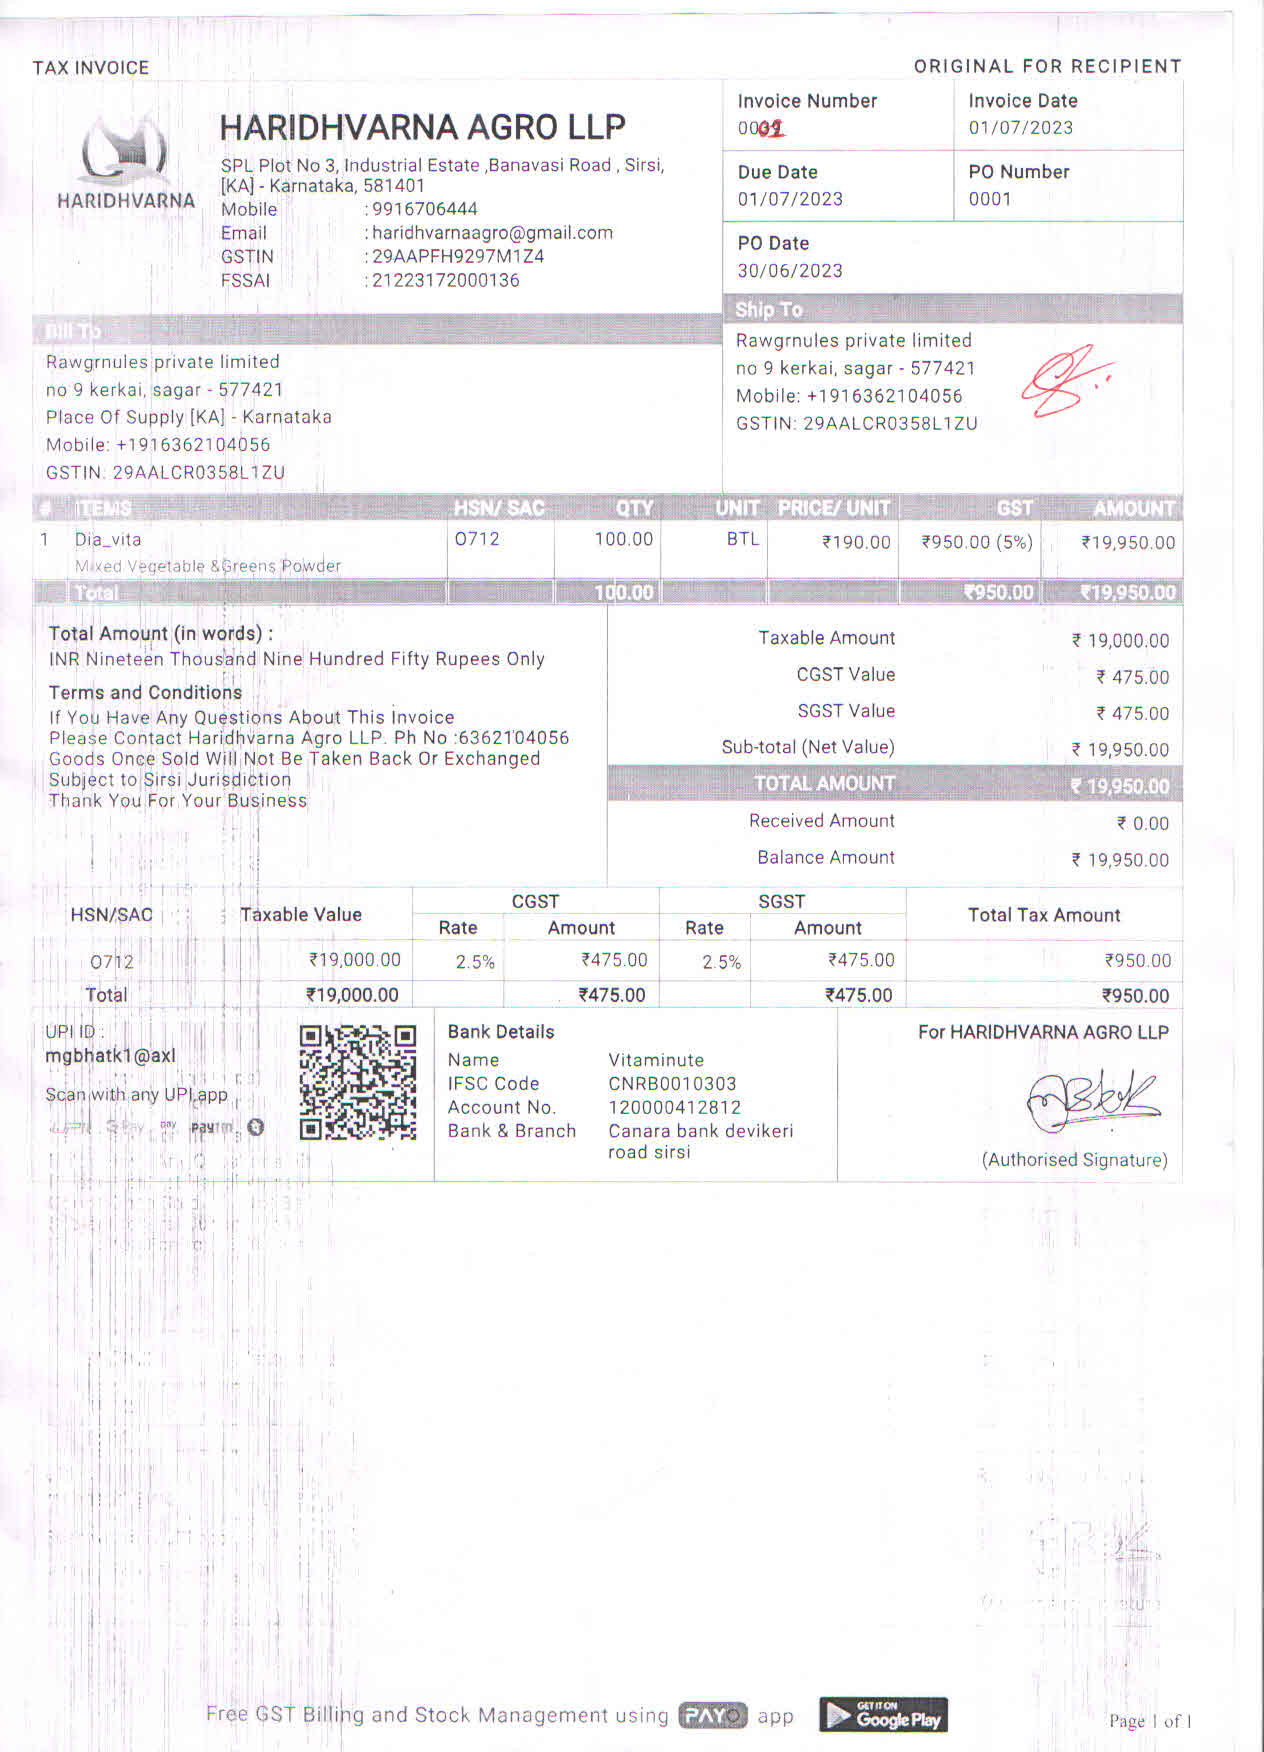 TAX INVOICE
ORIGINAL FOR RECIPIENT
HARIDHVARNA
HARIDHVARNA AGRO LLP
SPL Plot No 3, Industrial Estate ,Banavasi Road , Sirsi,
[KA] - Karnataka, 581401
Mobile : 9916706444
Email : haridhvarnaagro@gmail.com
GSTIN : 29AAPFH9297M1Z4
FSSAI : 21223172000136
Invoice Number
Invoice Date
01/07/2023
Due Date
01/07/2023
PO Number
0001
PO Date
30/06/2023
Bill To
Rawgrnules private limited
no 9 kerkai, sagar - 577421
Place Of Supply [KA] - Karnataka
Mobile: +1916362104056
GSTIN: 29AALCR0358L1ZU
Ship To
Rawgrnules private limited
no 9 kerkai, sagar - 577421
Mobile: +1916362104056
GSTIN: 29AALCR0358L1ZU
# ITEMS HSN/ SAC QTY UNIT PRICE/ UNIT GST AMOUNT
1 Dia_vita O712 100.00 BTL ₹190.00 ₹950.00 (5%) ₹19,950.00
Mixed Vegetable &Greens Powder
Total 100.00 ₹950.00 ₹19,950.00
Total Amount (in words) :
INR Nineteen Thousand Nine Hundred Fifty Rupees Only
Terms and Conditions
If You Have Any Questions About This Invoice
Please Contact Haridhvarna Agro LLP. Ph No :6362104056
Goods Once Sold Will Not Be Taken Back Or Exchanged
Subject to Sirsi Jurisdiction
Thank You For Your Business
Taxable Amount ₹ 19,000.00
CGST Value ₹ 475.00
SGST Value ₹ 475.00
Sub-total (Net Value) ₹ 19,950.00
TOTAL AMOUNT ₹ 19,950.00
Received Amount ₹ 0.00
Balance Amount ₹ 19,950.00
HSN/SAC Taxable Value CGST SGST Total Tax Amount
Rate Amount Rate Amount
O712 ₹19,000.00 2.5% ₹475.00 2.5% ₹475.00 ₹950.00
Total ₹19,000.00 ₹475.00 ₹475.00 ₹950.00
UPI ID :
mgbhatk1@axl
Scan with any UPI app
Pay pay paytm
Bank Details
Name Vitaminute
IFSC Code CNRB0010303
Account No. 120000412812
Bank & Branch Canara bank devikeri
road sirsi
For HARIDHVARNA AGRO LLP
(Authorised Signature)
Free GST Billing and Stock Management using PAYO app
GET IT ON
Google Play
Page 1 of 1